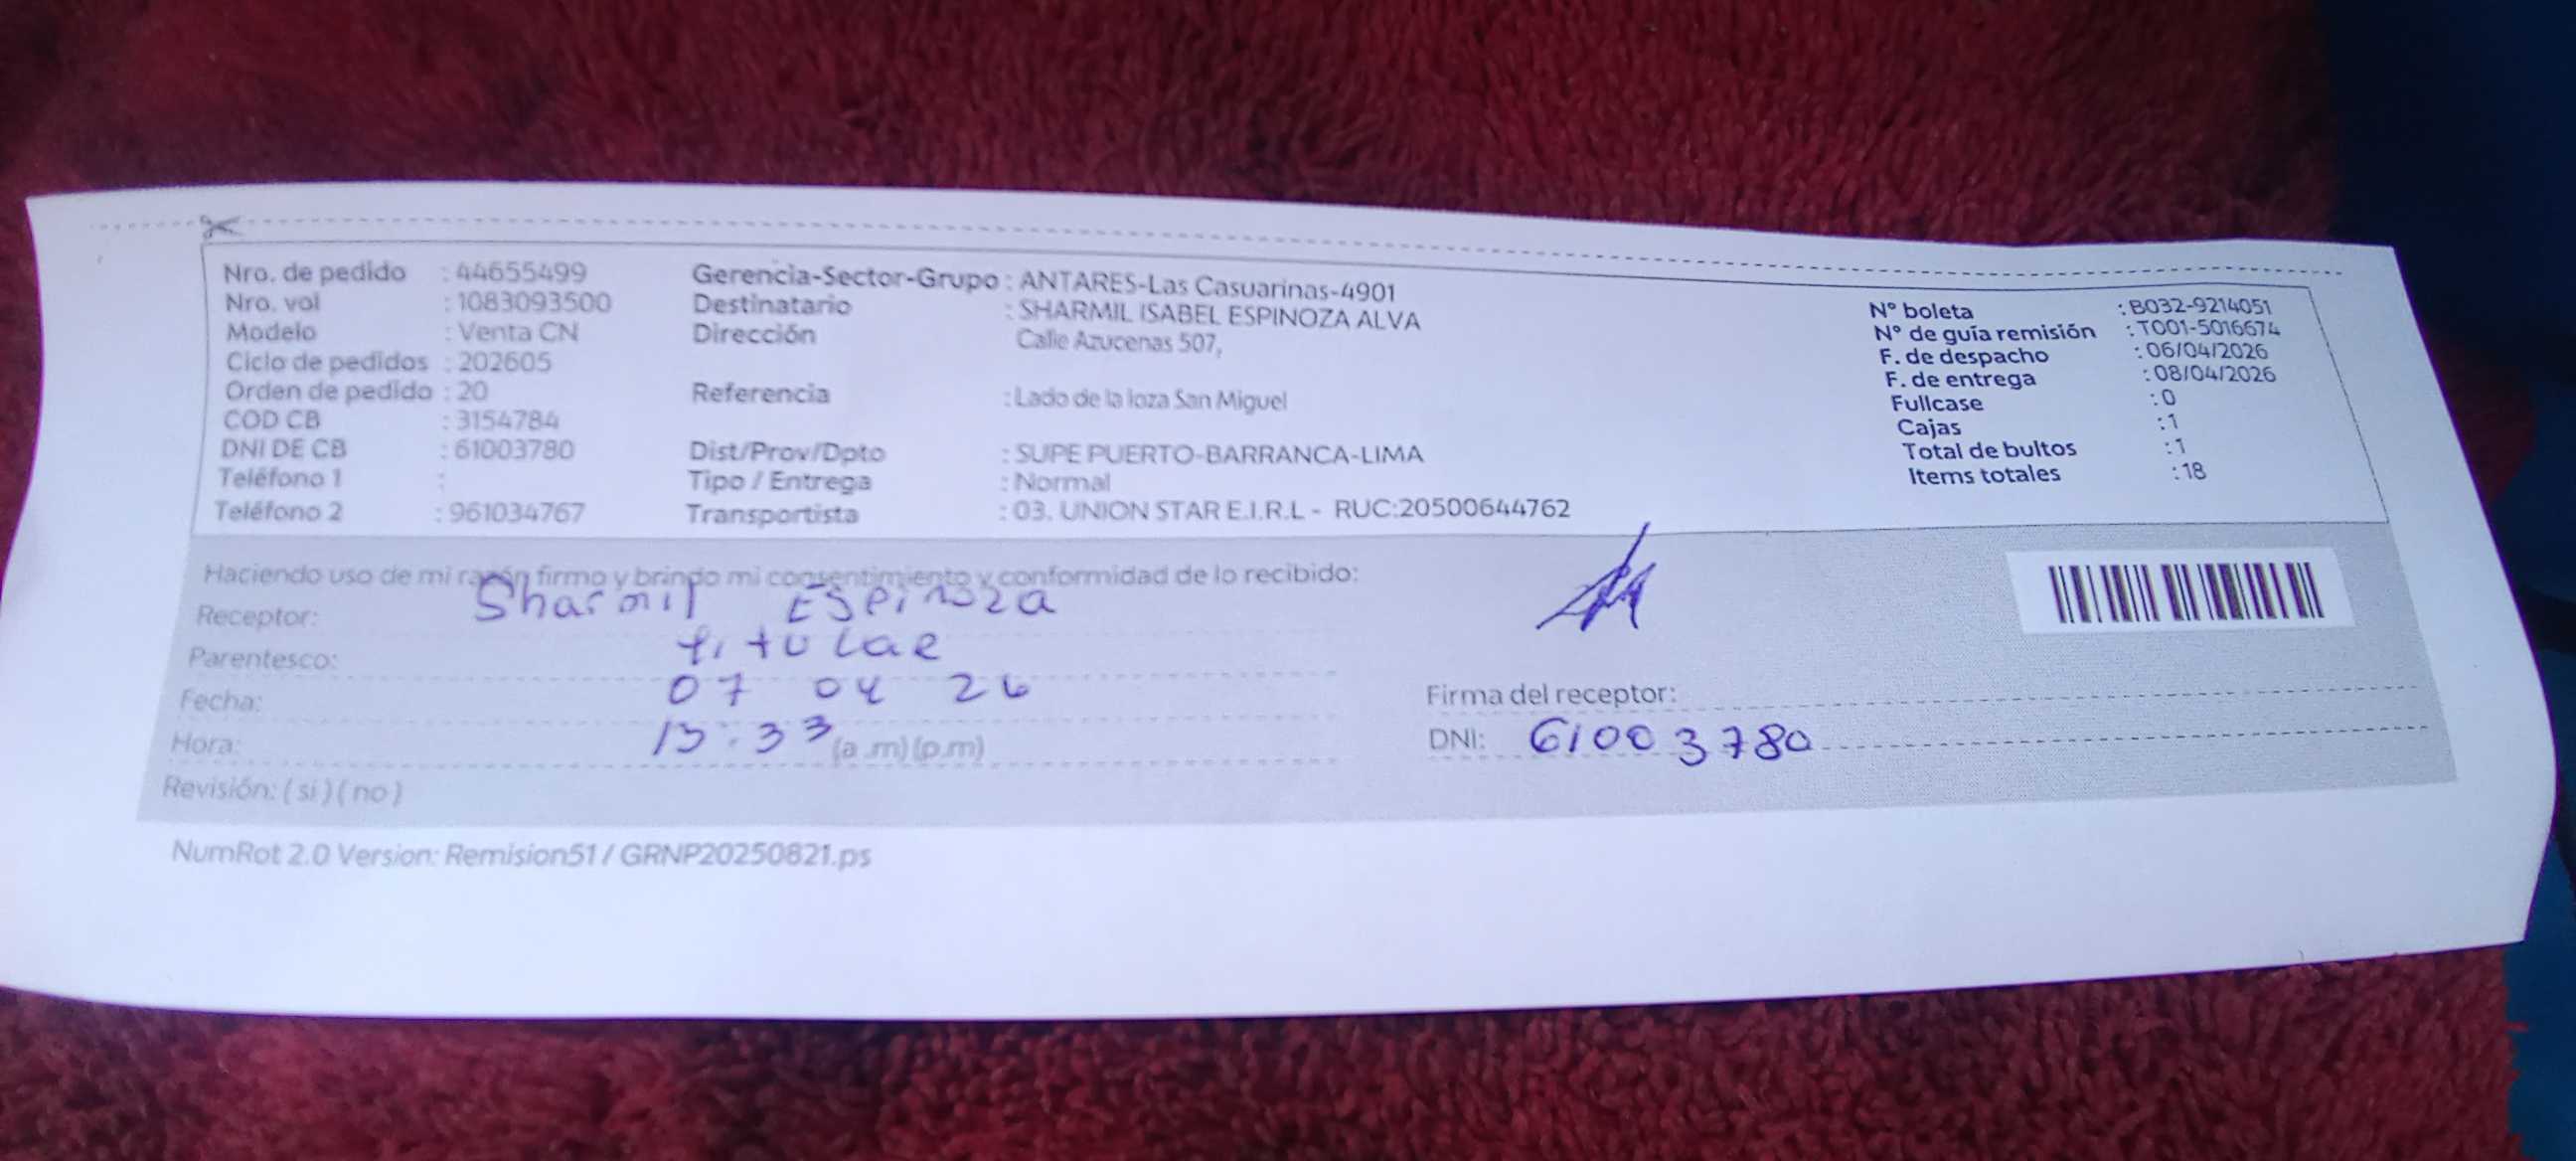 Nro. de pedido : 44655499
Nro. vol : 1083093500
Modelo : Venta CN
Ciclo de pedidos : 202605
Orden de pedido : 20
COD CB : 3154784
DNI DE CB : 61003780
Teléfono 1 :
Teléfono 2 : 961034767
Gerencia-Sector-Grupo : ANTARES-Las Casuarinas-4901
Destinatario : SHARMIL ISABEL ESPINOZA ALVA
Dirección Calle Azucenas 507,
Referencia : Lado de la loza San Miguel
Dist/Prov/Dpto : SUPE PUERTO-BARRANCA-LIMA
Tipo / Entrega : Normal
Transportista : 03. UNION STAR E.I.R.L - RUC:20500644762
N° boleta : B032-9214051
N° de guía remisión : T001-5016674
F. de despacho : 06/04/2026
F. de entrega : 08/04/2026
Fullcase : 0
Cajas : 1
Total de bultos : 1
Items totales : 18
Haciendo uso de mi razón firmo y brindo mi consentimiento y conformidad de lo recibido:
Receptor: Sharmil Espinoza
Parentesco: titular
Fecha: 07 04 26
Hora: 13:33 (a.m) (p.m)
Revisión: ( si ) ( no )
Firma del receptor:
DNI: 61003780
NumRot 2.0 Version: Remision51 / GRNP20250821.ps